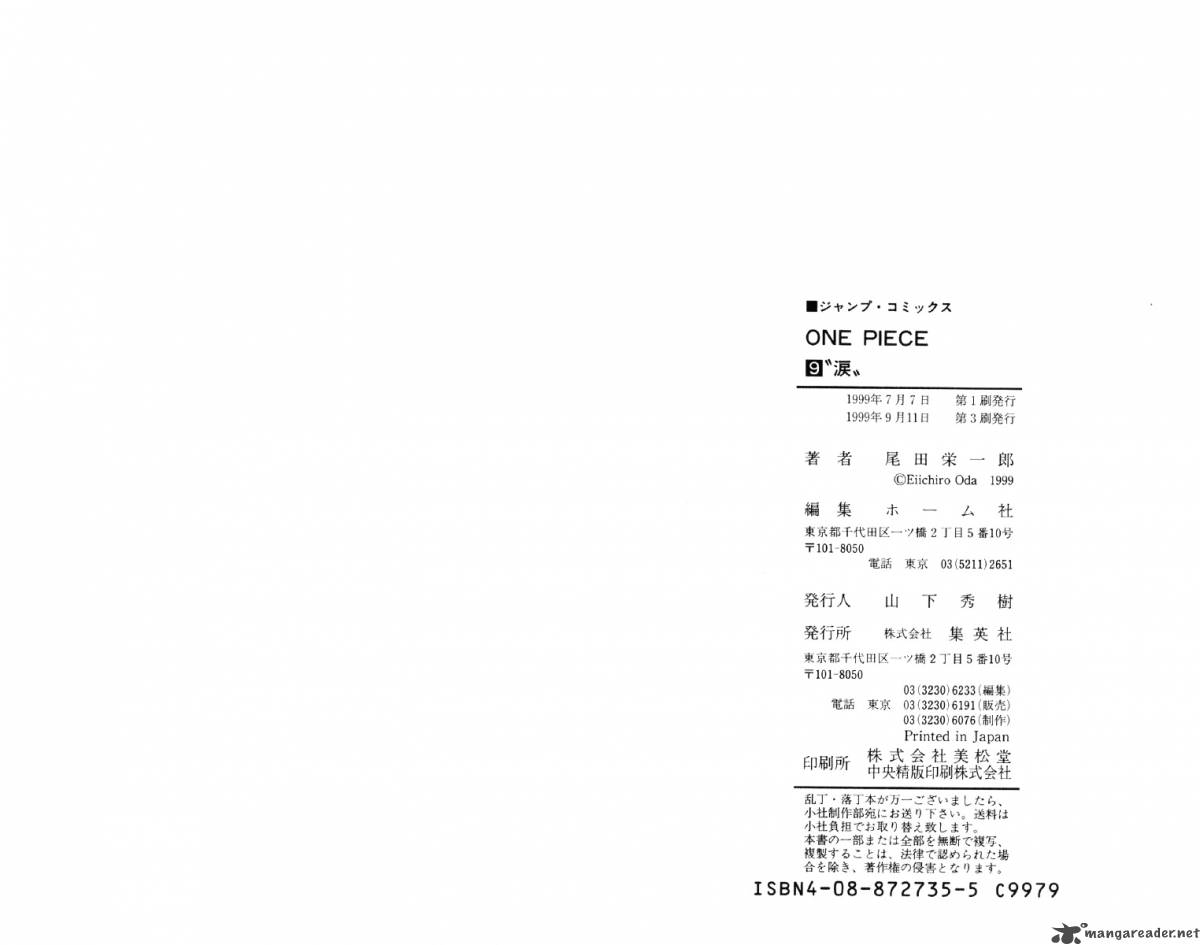 ■ジャンプ・コミックス
ONE PIECE
9〝涙〟
1999年7月7日 第1刷発行
1999年9月11日 第3刷発行
著者 尾田栄一郎
©Eiichiro Oda 1999
編集 ホーム社
東京都千代田区一ツ橋2丁目5番10号
〒101-8050
電話 東京 03(5211)2651
発行人 山下秀樹
発行所 株式会社 集英社
東京都千代田区一ツ橋2丁目5番10号
〒101-8050
03(3230)6233(編集)
電話 東京 03(3230)6191(販売)
03(3230)6076(制作)
Printed in Japan
印刷所 株式会社美松堂
中央精版印刷株式会社
乱丁・落丁本が万一ございましたら、
小社制作部宛にお送り下さい。送料は
小社負担でお取り替え致します。
本書の一部または全部を無断で複写、
複製することは、法律で認められた場
合を除き、著作権の侵害となります。
ISBN4-08-872735-5 C9979
mangareader.net